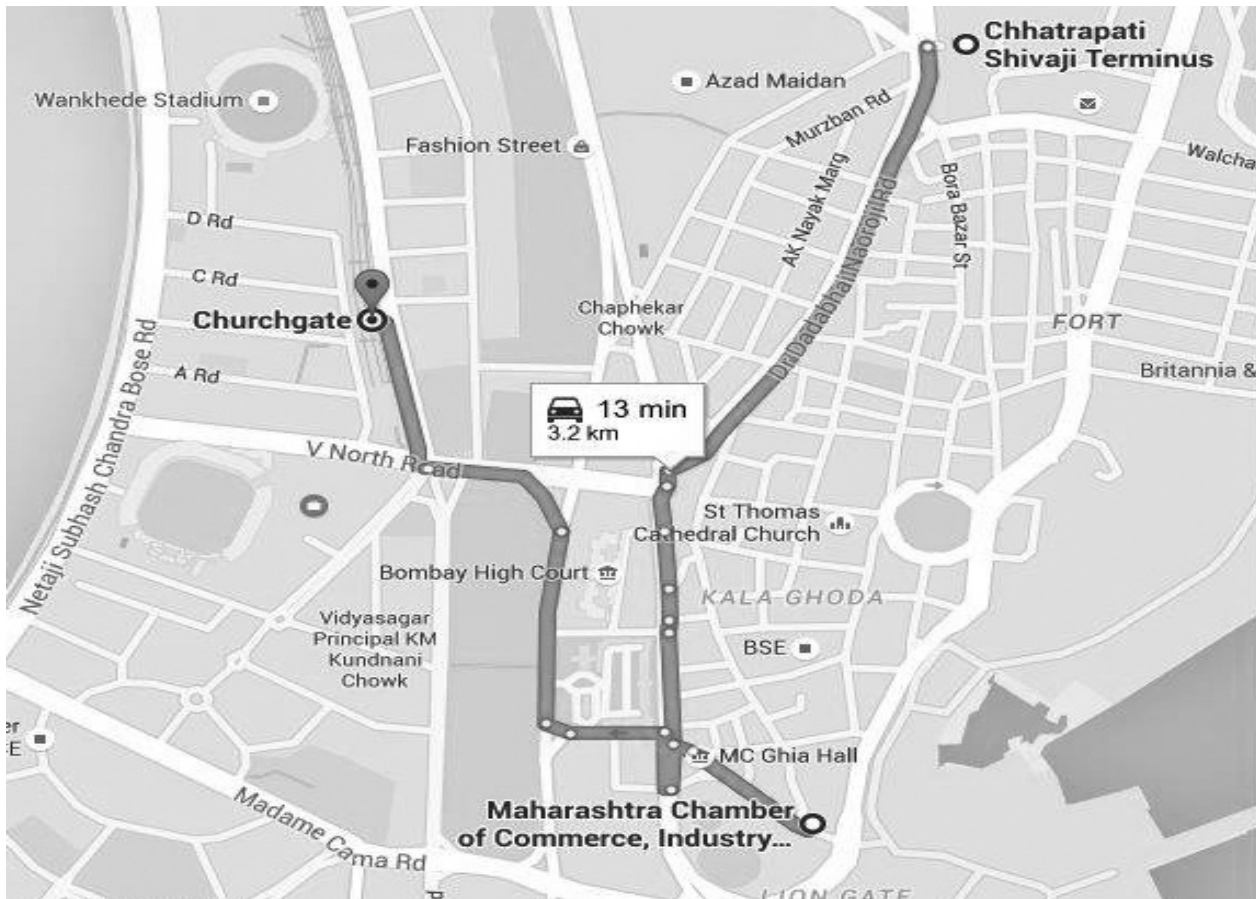 Chhatrapati
Shivaji Terminus
Wankhede Stadium
Azad Maidan
Murzban Rd
Fashion Street
Walcha
AK Nayak Marg
Bora Bazar St
Dr Dadabhai Naoroji Rd
D Rd
C Rd
Chaphekar
Chowk
Churchgate
FORT
A Rd
Britannia &
Netaji Subhash Chandra Bose Rd
13 min
3.2 km
V North Road
St Thomas
Cathedral Church
Bombay High Court
KALA GHODA
Vidyasagar
Principal KM
Kundnani
Chowk
BSE
er
CE
MC Ghia Hall
Maharashtra Chamber
of Commerce, Industry...
Madame Cama Rd
LION GATE